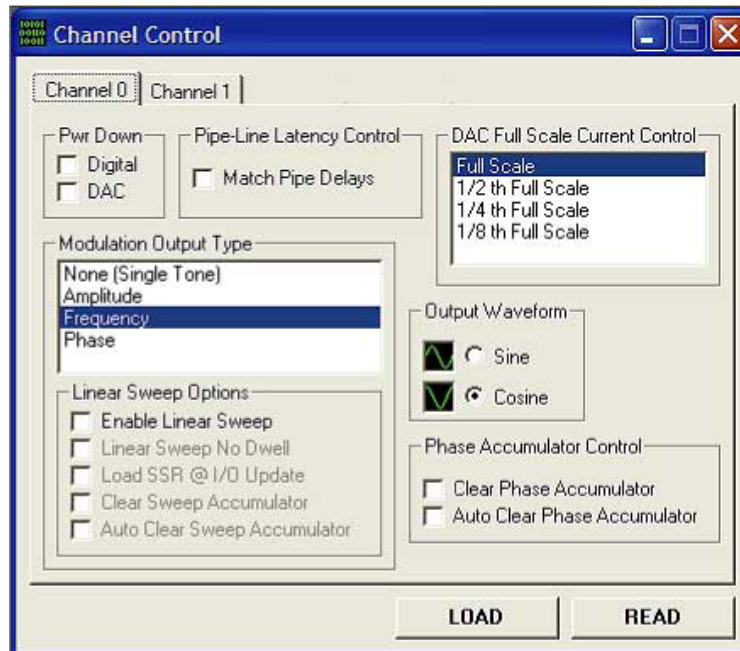 10101
00110
10011
Channel Control
Channel 0
Channel 1
Pwr Down
Digital
DAC
Pipe-Line Latency Control
Match Pipe Delays
DAC Full Scale Current Control
Full Scale
1/2 th Full Scale
1/4 th Full Scale
1/8 th Full Scale
Modulation Output Type
None (Single Tone)
Amplitude
Frequency
Phase
Output Waveform
Sine
Cosine
Linear Sweep Options
Enable Linear Sweep
Linear Sweep No Dwell
Load SSR @ I/O Update
Clear Sweep Accumulator
Auto Clear Sweep Accumulator
Phase Accumulator Control
Clear Phase Accumulator
Auto Clear Phase Accumulator
LOAD
READ